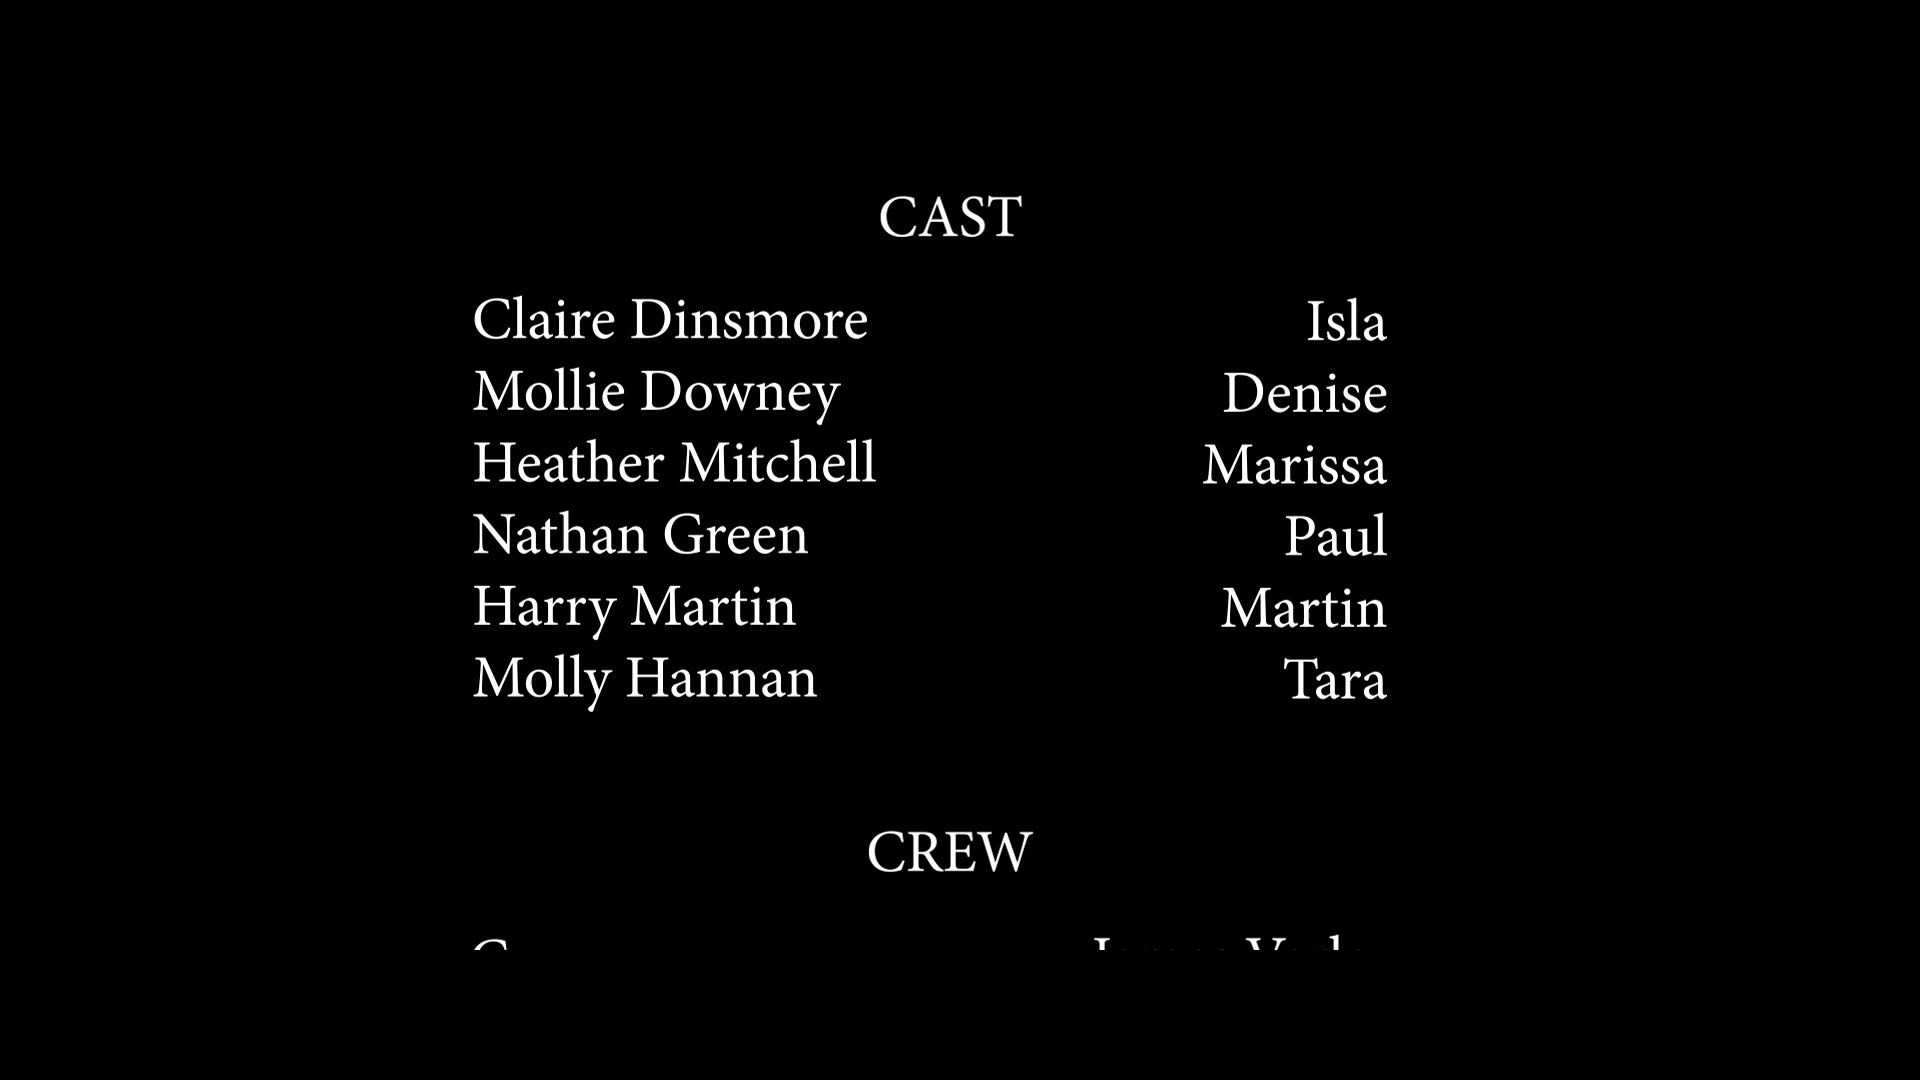 CAST
Claire Dinsmore Isla
Mollie Downey Denise
Heather Mitchell Marissa
Nathan Green Paul
Harry Martin Martin
Molly Hannan Tara
CREW